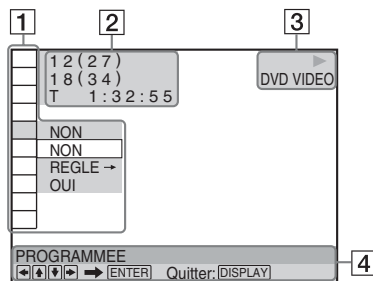 1 2 3
12(27)
18(34)
T 1:32:55
DVD VIDEO
NON
NON
REGLE →
OUI
PROGRAMMEE
ENTER Quitter: DISPLAY
4